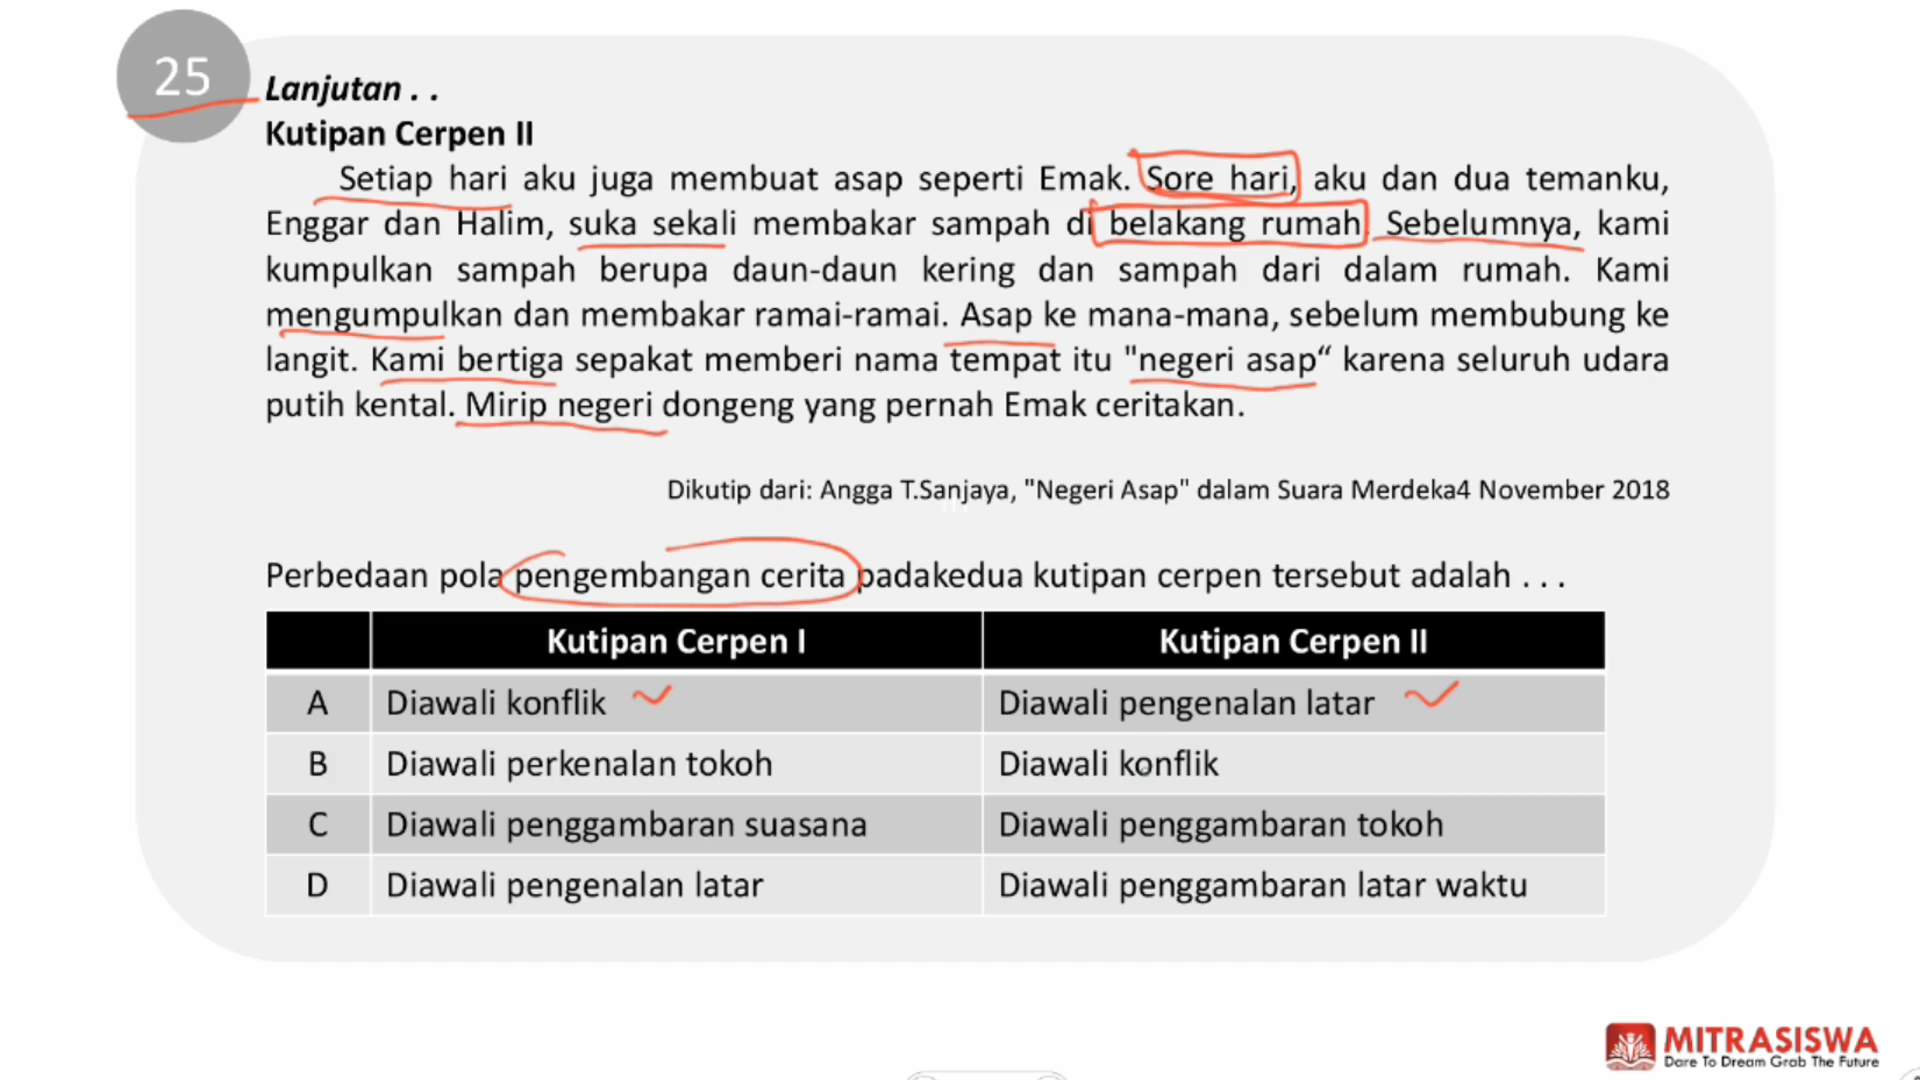 25
Lanjutan . .
Kutipan Cerpen II
Setiap hari aku juga membuat asap seperti Emak. Sore hari, aku dan dua temanku,
Enggar dan Halim, suka sekali membakar sampah di belakang rumah. Sebelumnya, kami
kumpulkan sampah berupa daun-daun kering dan sampah dari dalam rumah. Kami
mengumpulkan dan membakar ramai-ramai. Asap ke mana-mana, sebelum membubung ke
langit. Kami bertiga sepakat memberi nama tempat itu "negeri asap“ karena seluruh udara
putih kental. Mirip negeri dongeng yang pernah Emak ceritakan.
Dikutip dari: Angga T.Sanjaya, "Negeri Asap" dalam Suara Merdeka4 November 2018
Perbedaan pola pengembangan cerita padakedua kutipan cerpen tersebut adalah . . .
Kutipan Cerpen I Kutipan Cerpen II
A Diawali konflik Diawali pengenalan latar
B Diawali perkenalan tokoh Diawali konflik
C Diawali penggambaran suasana Diawali penggambaran tokoh
D Diawali pengenalan latar Diawali penggambaran latar waktu
MITRASISWA
Dare To Dream Grab The Future